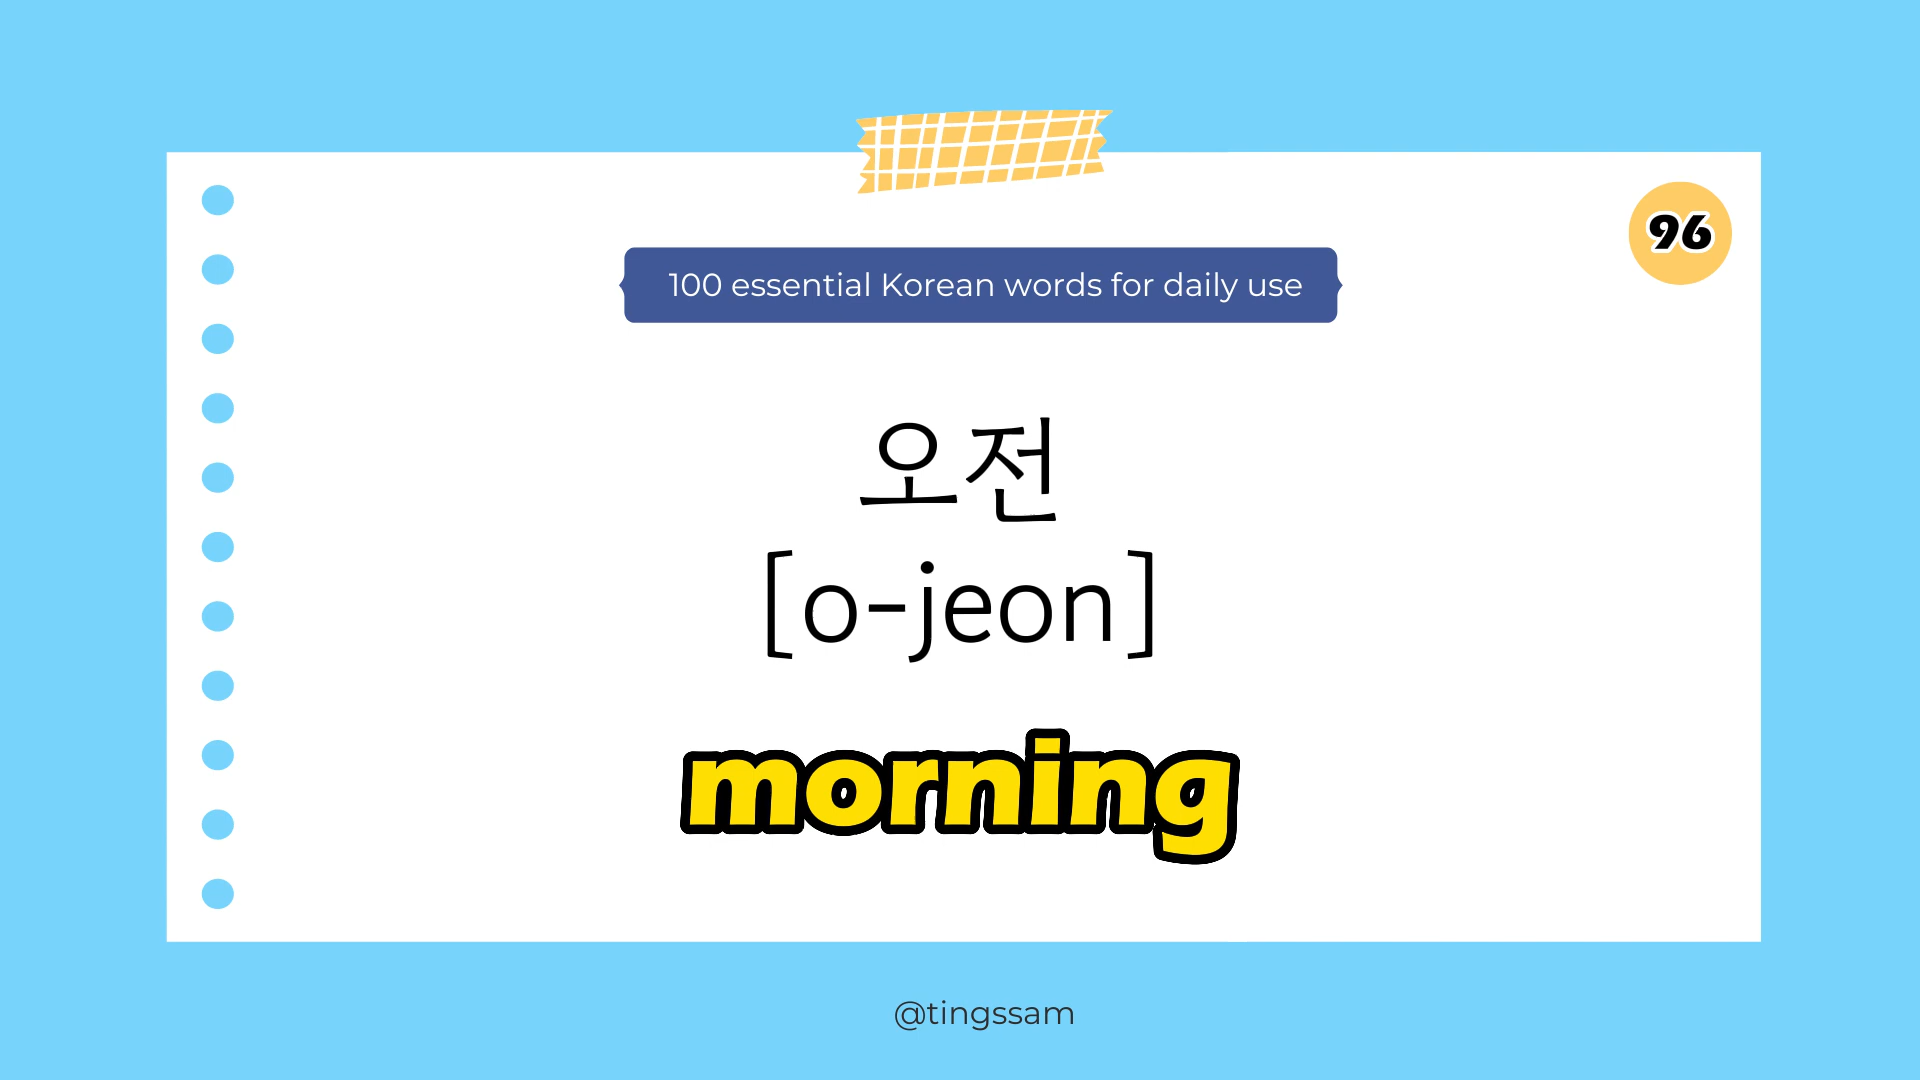 96
100 essential Korean words for daily use
오전
[o-jeon]
morning
@tingssam